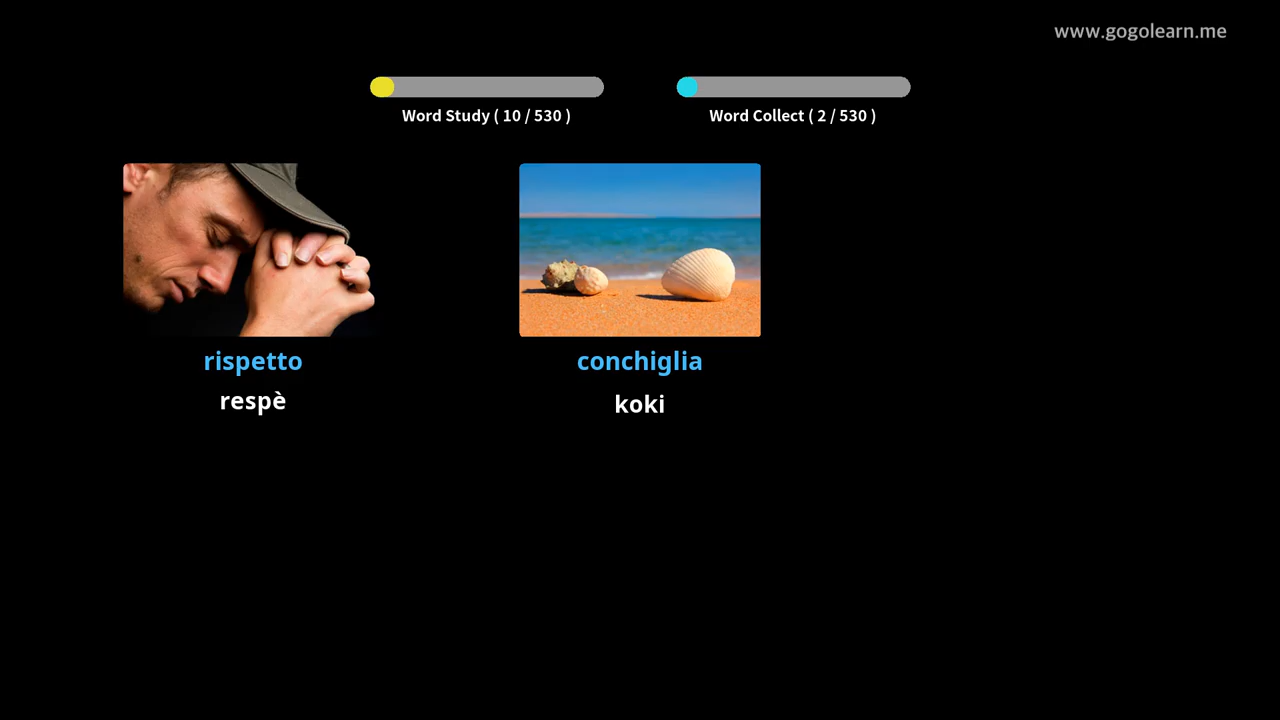 www.gogolearn.me
Word Study ( 10 / 530 )
Word Collect ( 2 / 530 )
rispetto
respè
conchiglia
koki